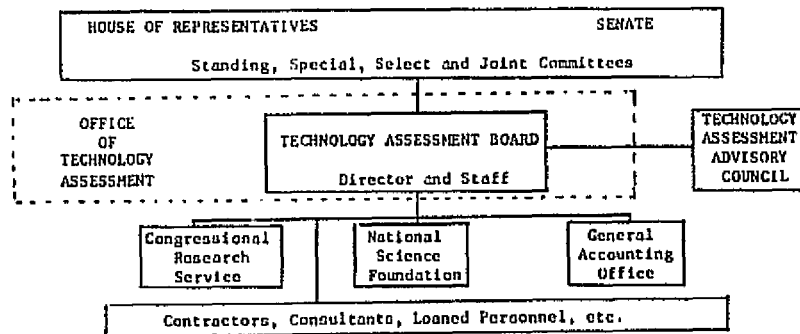 HOUSE OF REPRESENTATIVES SENATE
Standing, Special, Select and Joint Committees
OFFICE
OF
TECHNOLOGY
ASSESSMENT
TECHNOLOGY ASSESSMENT BOARD
Director and Staff
TECHNOLOGY
ASSESSMENT
ADVISORY
COUNCIL
Congressional
Research
Service
National
Science
Foundation
General
Accounting
Office
Contractors, Consultants, Loaned Personnel, etc.